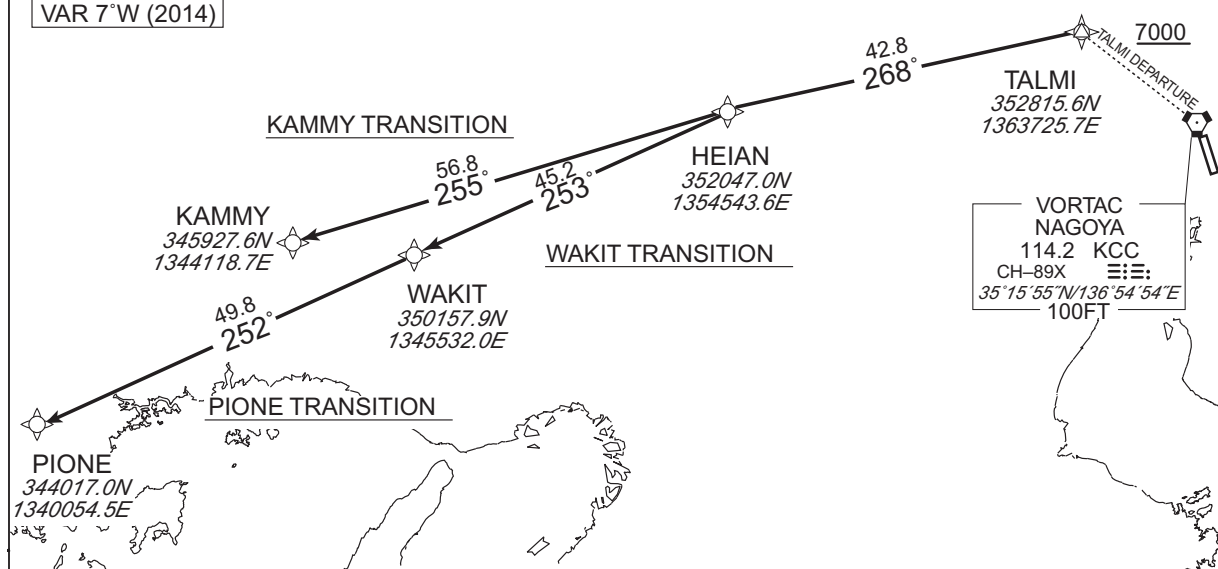 VAR 7°W (2014)
7000
TALMI DEPARTURE
42.8
268°
TALMI
352815.6N
1363725.7E
KAMMY TRANSITION
HEIAN
352047.0N
1354543.6E
56.8
255°
45.2
253°
KAMMY
345927.6N
1344118.7E
WAKIT TRANSITION
VORTAC
NAGOYA
114.2 KCC
CH–89X
35°15´55˝N/136°54´54˝E
100FT
WAKIT
350157.9N
1345532.0E
49.8
252°
PIONE TRANSITION
PIONE
344017.0N
1340054.5E